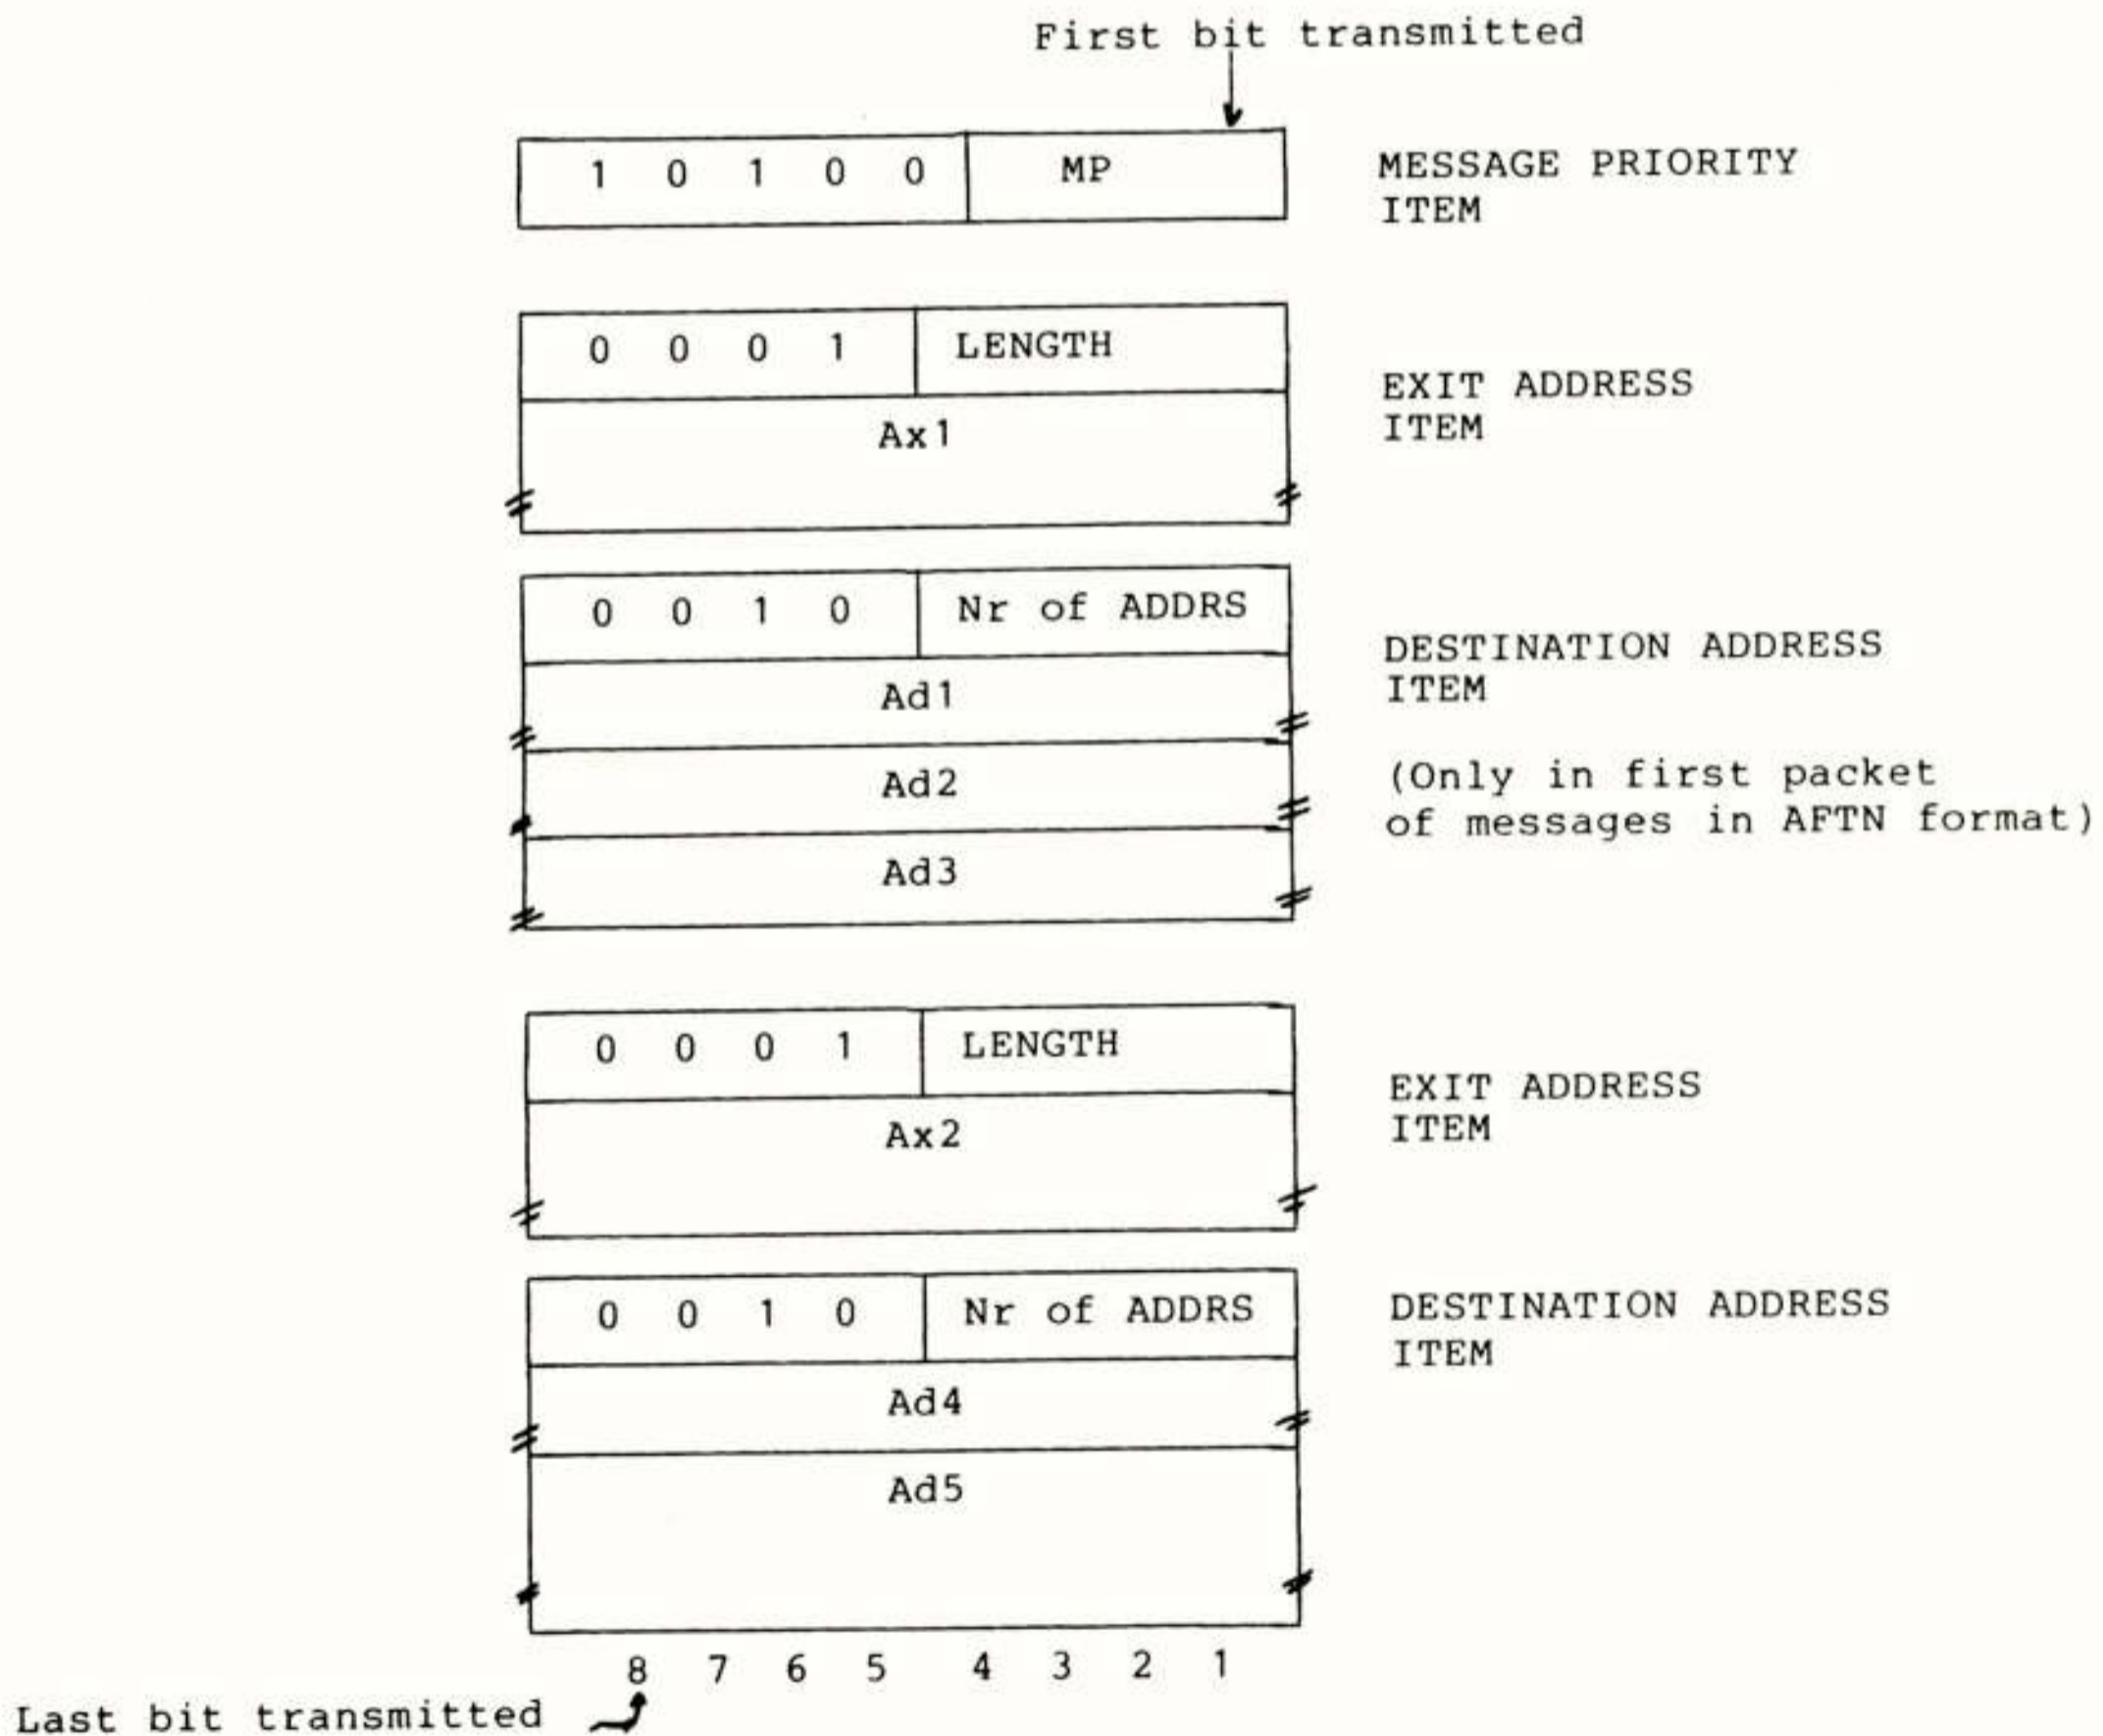 First bit transmitted
1 0 1 0 0 MP
MESSAGE PRIORITY
ITEM
0 0 0 1 LENGTH
Ax1
EXIT ADDRESS
ITEM
0 0 1 0 Nr of ADDRS
Ad1
Ad2
Ad3
DESTINATION ADDRESS
ITEM
(Only in first packet
of messages in AFTN format)
0 0 0 1 LENGTH
Ax2
EXIT ADDRESS
ITEM
0 0 1 0 Nr of ADDRS
Ad4
Ad5
DESTINATION ADDRESS
ITEM
8 7 6 5 4 3 2 1
Last bit transmitted